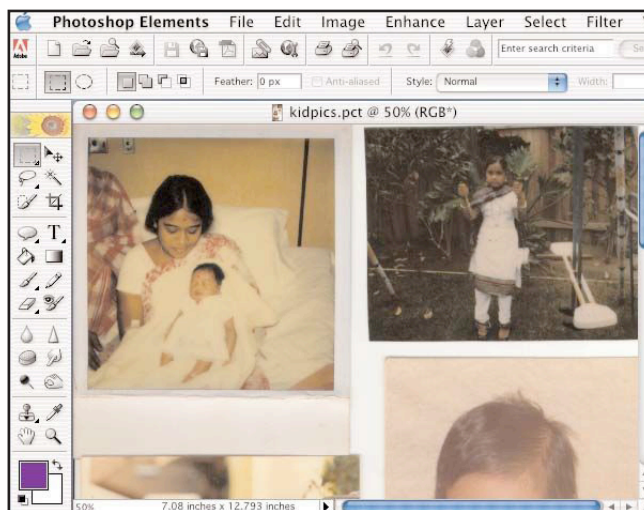 Photoshop Elements File Edit Image Enhance Layer Select Filter
Adobe Enter search criteria
Feather: 0 px Anti-aliased Style: Normal Width:
kidpics.pct @ 50% (RGB*)
T
50% 7.08 inches x 12.793 inches